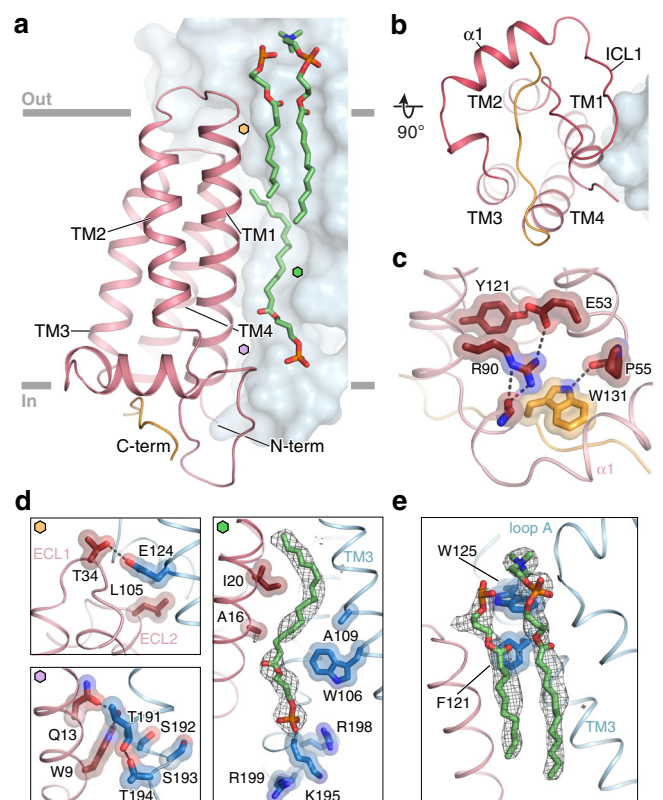 a
Out
TM2
TM1
TM3
TM4
In
C-term
N-term
b
α1
ICL1
TM2
TM1
90°
TM3
TM4
c
Y121
E53
R90
P55
W131
α1
d
ECL1
E124
T34
L105
ECL2
Q13
T191
S192
W9
S193
T194
TM3
I20
A16
A109
W106
R198
R199
K195
e
loop A
W125
F121
TM3